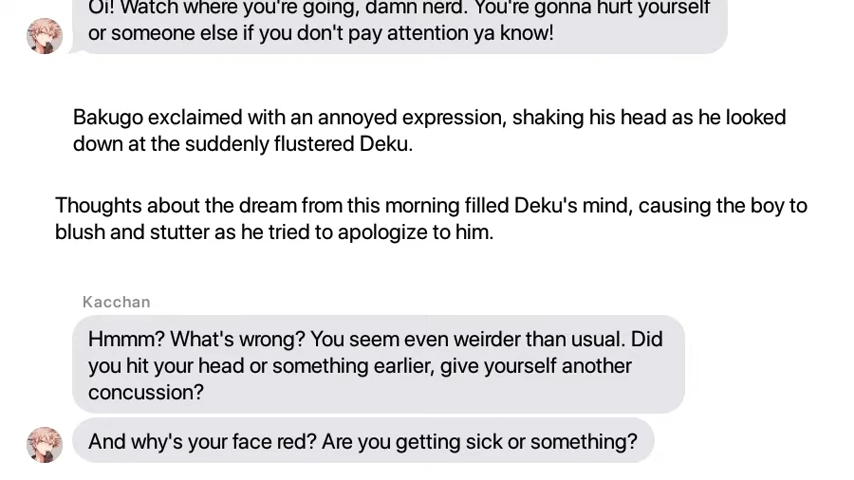 Oi! Watch where you're going, damn nerd. You're gonna hurt yourself
or someone else if you don't pay attention ya know!
Bakugo exclaimed with an annoyed expression, shaking his head as he looked
down at the suddenly flustered Deku.
Thoughts about the dream from this morning filled Deku's mind, causing the boy to
blush and stutter as he tried to apologize to him.
Kacchan
Hmmm? What's wrong? You seem even weirder than usual. Did
you hit your head or something earlier, give yourself another
concussion?
And why's your face red? Are you getting sick or something?